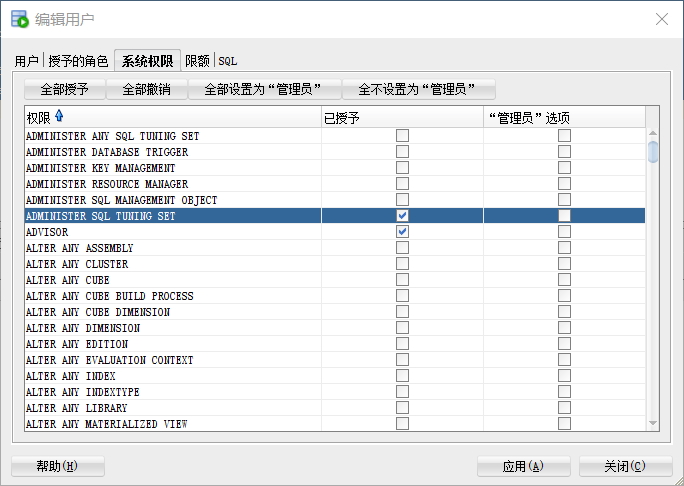 编辑用户
用户 授予的角色 系统权限 限额 SQL
全部授予 全部撤销 全部设置为“管理员” 全不设置为“管理员”
权限 已授予 “管理员”选项
ADMINISTER ANY SQL TUNING SET
ADMINISTER DATABASE TRIGGER
ADMINISTER KEY MANAGEMENT
ADMINISTER RESOURCE MANAGER
ADMINISTER SQL MANAGEMENT OBJECT
ADMINISTER SQL TUNING SET
ADVISOR
ALTER ANY ASSEMBLY
ALTER ANY CLUSTER
ALTER ANY CUBE
ALTER ANY CUBE BUILD PROCESS
ALTER ANY CUBE DIMENSION
ALTER ANY DIMENSION
ALTER ANY EDITION
ALTER ANY EVALUATION CONTEXT
ALTER ANY INDEX
ALTER ANY INDEXTYPE
ALTER ANY LIBRARY
ALTER ANY MATERIALIZED VIEW
帮助(H) 应用(A) 关闭(C)